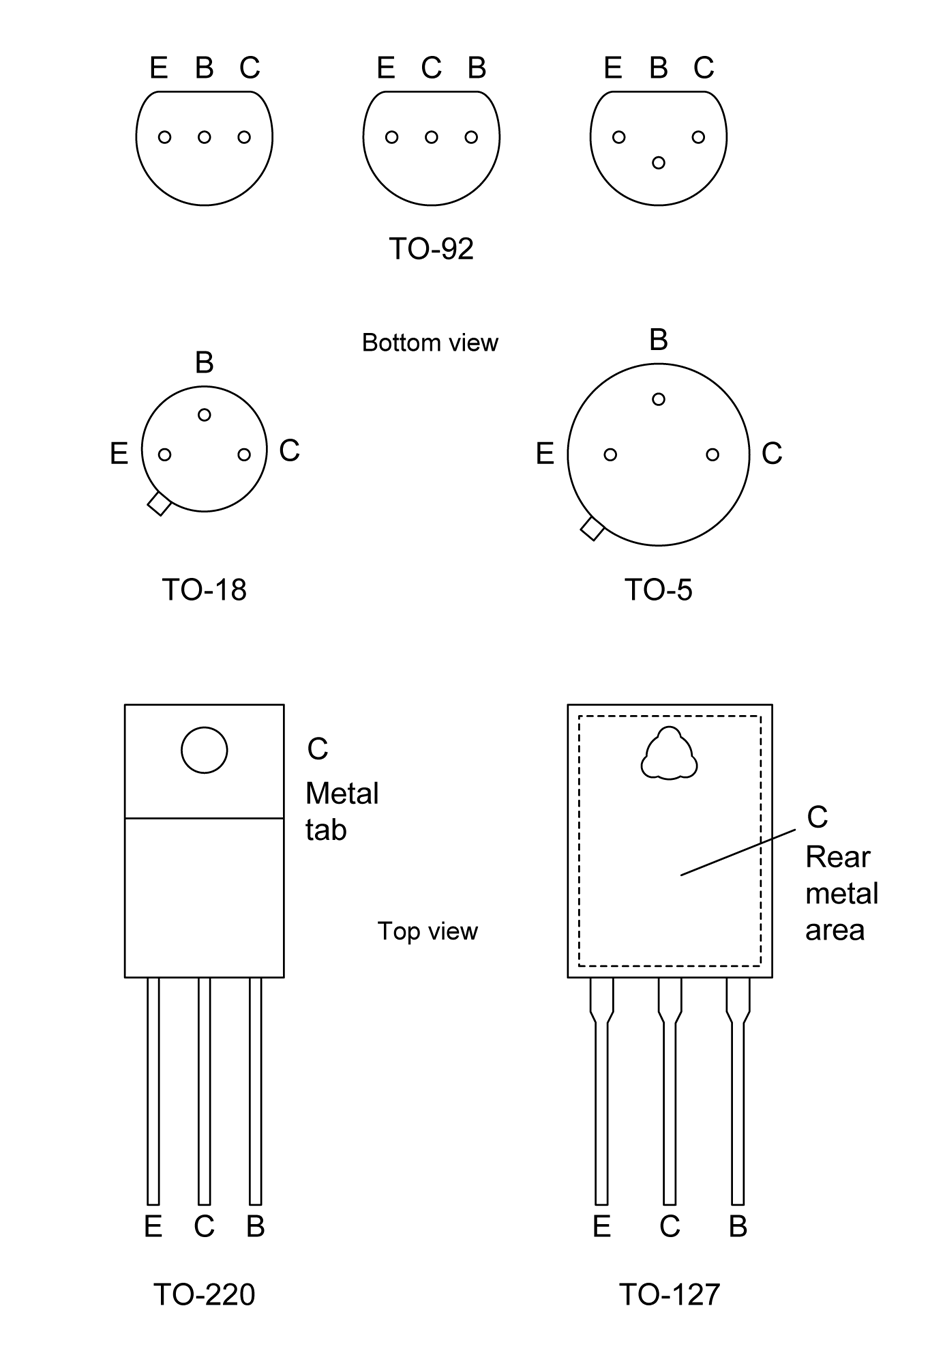 E B C
E C B
E B C
TO-92
Bottom view
B
E
C
TO-18
B
E
C
TO-5
C
Metal
tab
C
Rear
metal
area
Top view
E C B
TO-220
E C B
TO-127